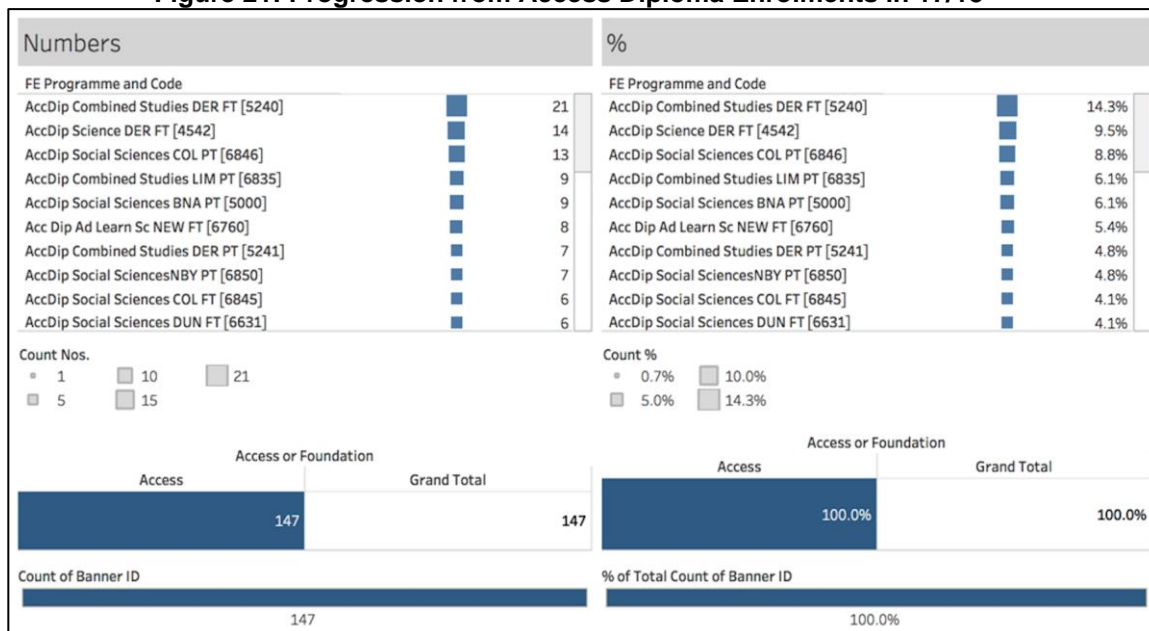 Numbers
FE Programme and Code
AccDip Combined Studies DER FT [5240] 21
AccDip Science DER FT [4542] 14
AccDip Social Sciences COL PT [6846] 13
AccDip Combined Studies LIM PT [6835] 9
AccDip Social Sciences BNA PT [5000] 9
Acc Dip Ad Learn Sc NEW FT [6760] 8
AccDip Combined Studies DER PT [5241] 7
AccDip Social SciencesNBY PT [6850] 7
AccDip Social Sciences COL FT [6845] 6
AccDip Social Sciences DUN FT [6631] 6
Count Nos.
1 10 21
5 15
Access or Foundation
Access Grand Total
147 147
Count of Banner ID
147
%
FE Programme and Code
AccDip Combined Studies DER FT [5240] 14.3%
AccDip Science DER FT [4542] 9.5%
AccDip Social Sciences COL PT [6846] 8.8%
AccDip Combined Studies LIM PT [6835] 6.1%
AccDip Social Sciences BNA PT [5000] 6.1%
Acc Dip Ad Learn Sc NEW FT [6760] 5.4%
AccDip Combined Studies DER PT [5241] 4.8%
AccDip Social SciencesNBY PT [6850] 4.8%
AccDip Social Sciences COL FT [6845] 4.1%
AccDip Social Sciences DUN FT [6631] 4.1%
Count %
0.7% 10.0%
5.0% 14.3%
Access or Foundation
Access Grand Total
100.0% 100.0%
% of Total Count of Banner ID
100.0%